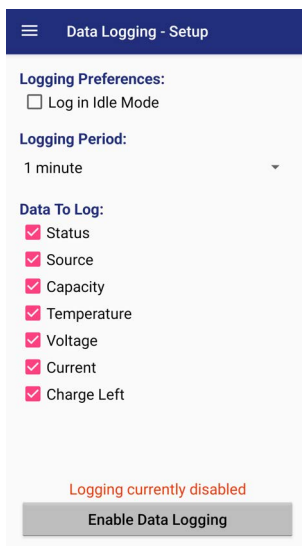 Data Logging - Setup
Logging Preferences:
Log in Idle Mode
Logging Period:
1 minute
Data To Log:
Status
Source
Capacity
Temperature
Voltage
Current
Charge Left
Logging currently disabled
Enable Data Logging